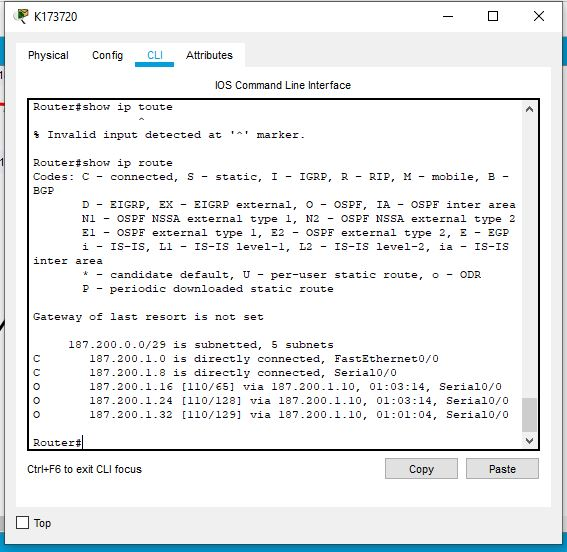 K173720
Physical Config CLI Attributes
IOS Command Line Interface
Router#show ip toute
^
% Invalid input detected at '^' marker.
Router#show ip route
Codes: C - connected, S - static, I - IGRP, R - RIP, M - mobile, B -
BGP
D - EIGRP, EX - EIGRP external, O - OSPF, IA - OSPF inter area
N1 - OSPF NSSA external type 1, N2 - OSPF NSSA external type 2
E1 - OSPF external type 1, E2 - OSPF external type 2, E - EGP
i - IS-IS, L1 - IS-IS level-1, L2 - IS-IS level-2, ia - IS-IS
inter area
* - candidate default, U - per-user static route, o - ODR
P - periodic downloaded static route
Gateway of last resort is not set
187.200.0.0/29 is subnetted, 5 subnets
C 187.200.1.0 is directly connected, FastEthernet0/0
C 187.200.1.8 is directly connected, Serial0/0
O 187.200.1.16 [110/65] via 187.200.1.10, 01:03:14, Serial0/0
O 187.200.1.24 [110/128] via 187.200.1.10, 01:03:14, Serial0/0
O 187.200.1.32 [110/129] via 187.200.1.10, 01:01:04, Serial0/0
Router#
Ctrl+F6 to exit CLI focus
Copy Paste
Top